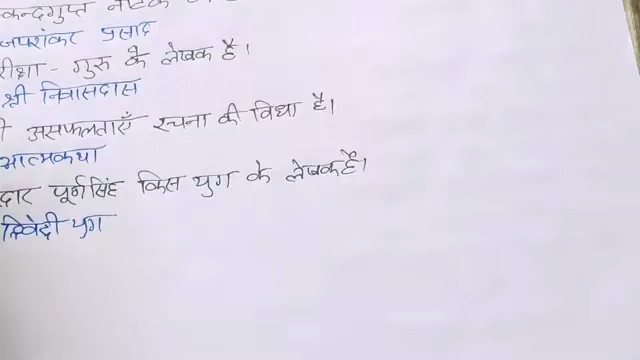 स्कन्दगुप्त नाटक
जयशंकर प्रसाद
रीक्षा - गुरु के लेखक है।
श्री निवासदास
ी असफलताएँ रचना की विधा है।
आत्मकथा
दार पूर्णसिंह किस युग के लेखक है।
द्विवेदी युग